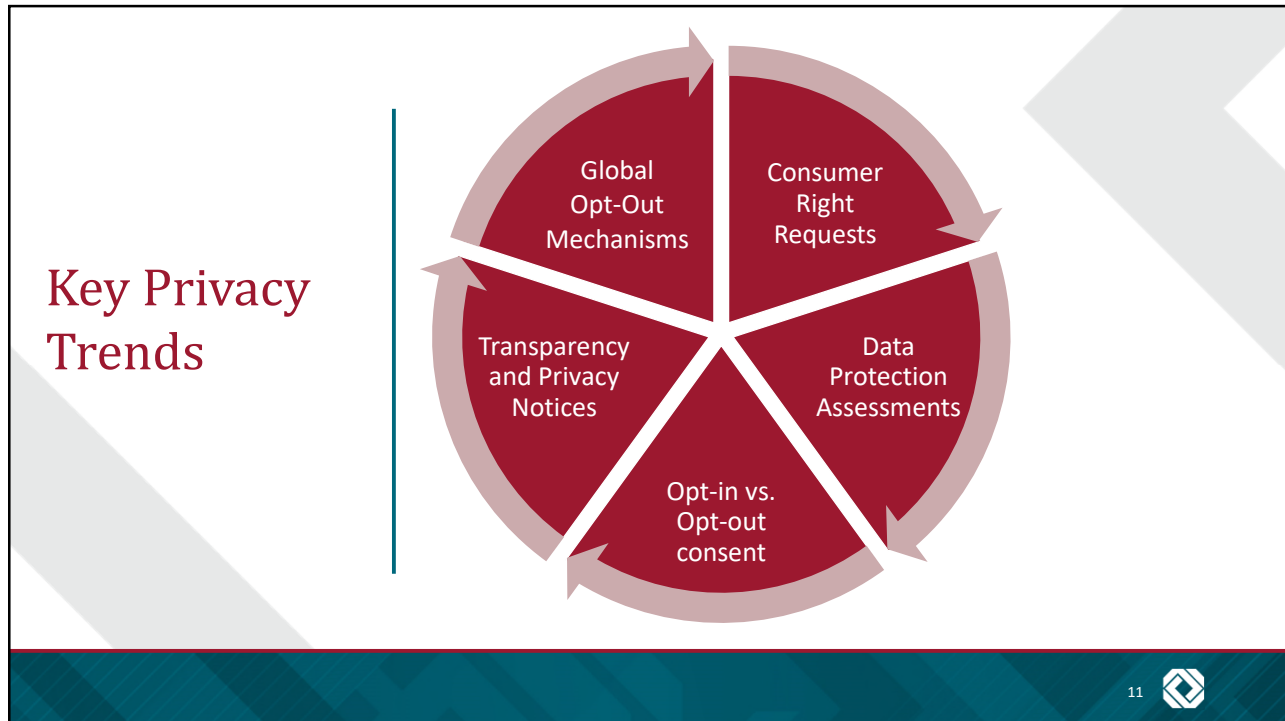 Key Privacy
Trends
Global
Opt-Out
Mechanisms
Consumer
Right
Requests
Data
Protection
Assessments
Opt-in vs.
Opt-out
consent
Transparency
and Privacy
Notices
11